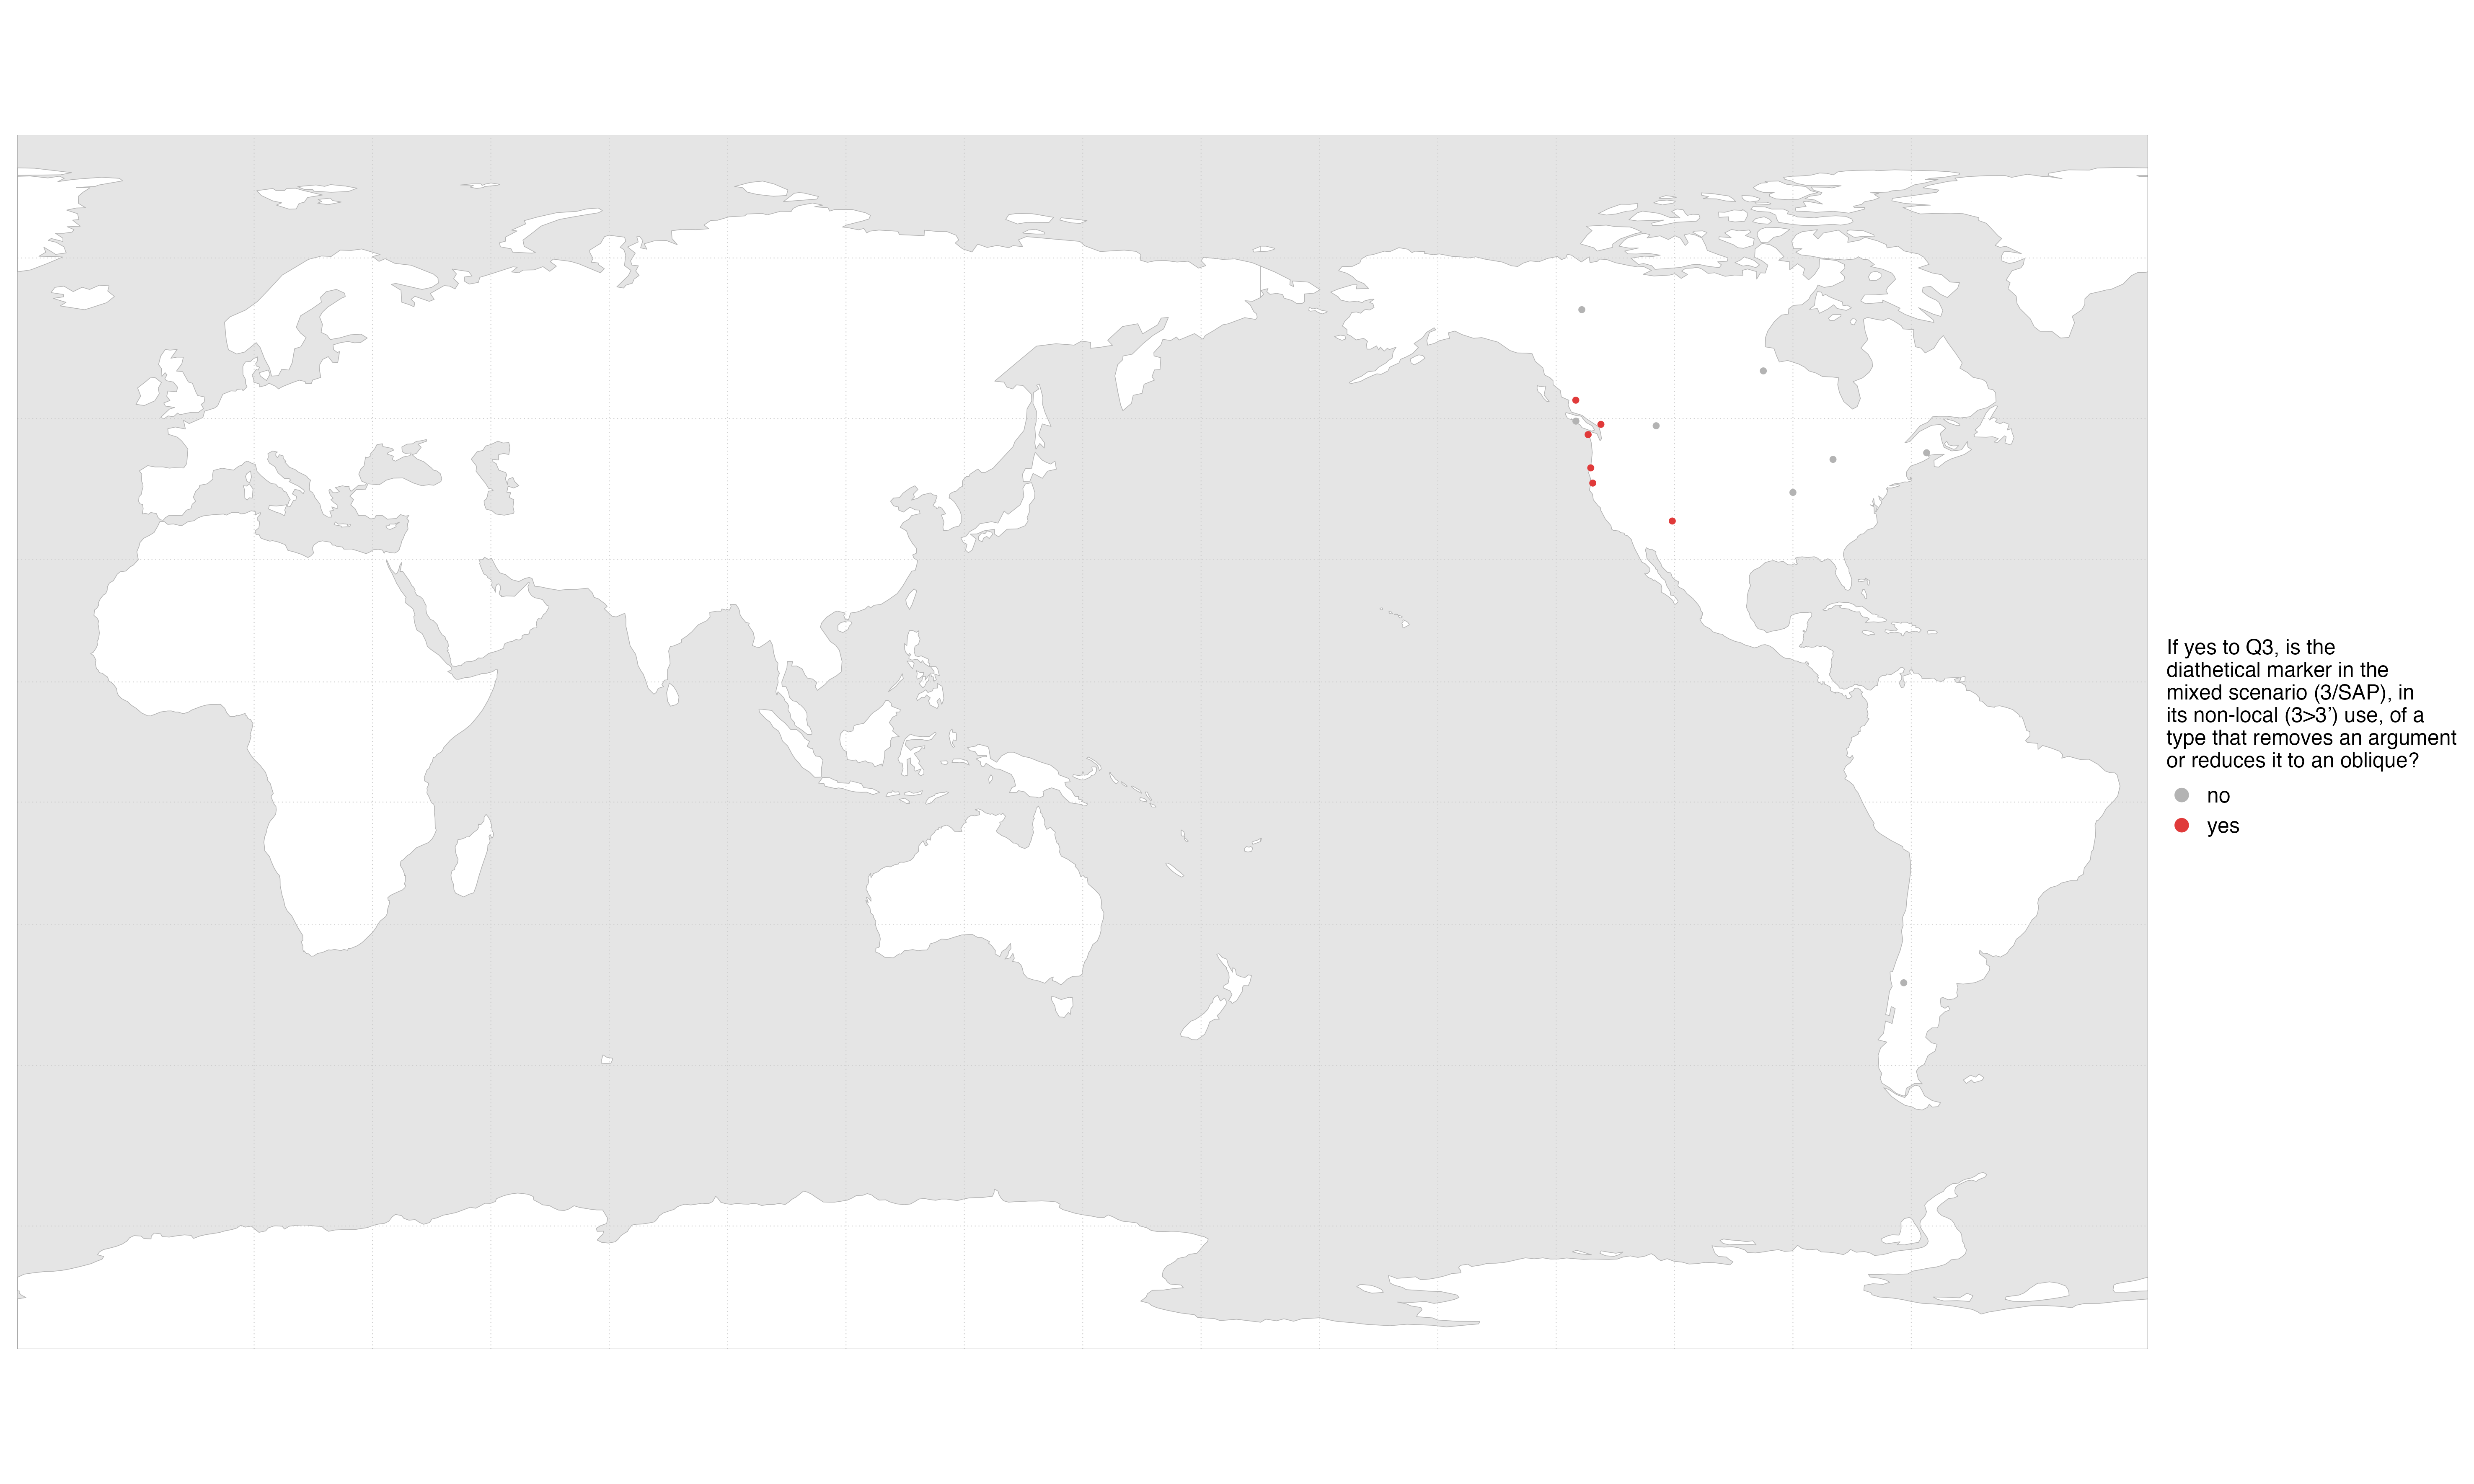 If yes to Q3, is the
diathetical marker in the
mixed scenario (3/SAP), in
its non-local (3>3') use, of a
type that removes an argument
or reduces it to an oblique?
no
yes